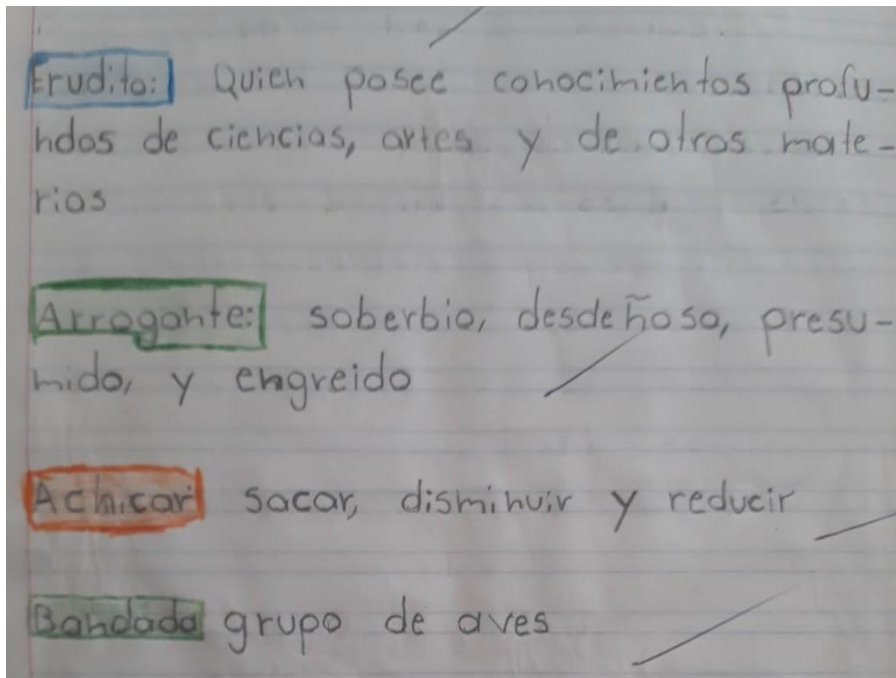 Erudito: Quien posee conocimientos profu-
ndos de ciencias, artes y de otras mate-
rias
Arrogante: soberbio, desdeñoso, presu-
mido, y engreido
Achicar sacar, disminuir y reducir
Bandada grupo de aves